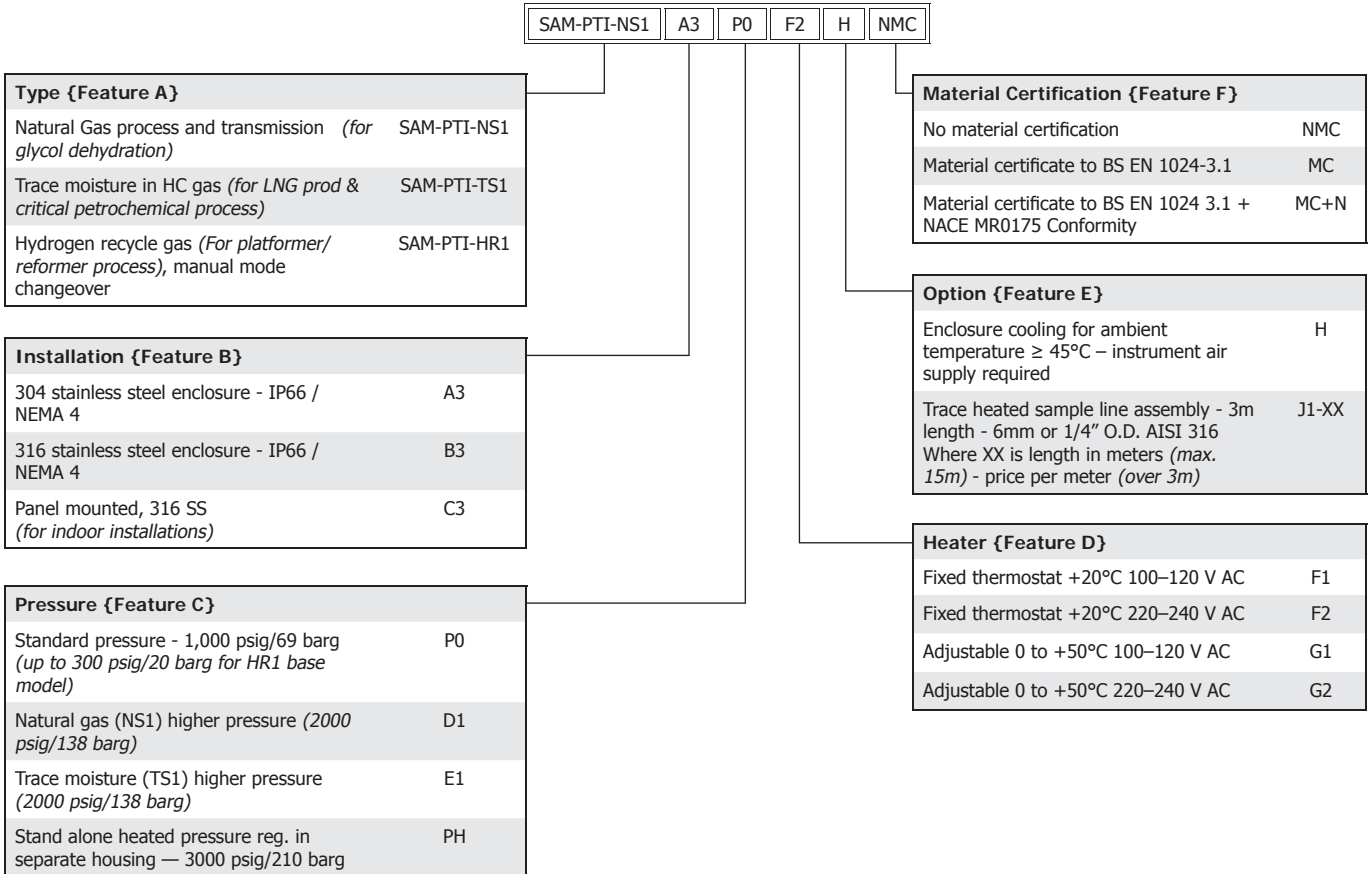 SAM-PTI-NS1 A3 P0 F2 H NMC
Type {Feature A}
Natural Gas process and transmission (for SAM-PTI-NS1
glycol dehydration)
Trace moisture in HC gas (for LNG prod & SAM-PTI-TS1
critical petrochemical process)
Hydrogen recycle gas (For platformer/ SAM-PTI-HR1
reformer process), manual mode
changeover
Installation {Feature B}
304 stainless steel enclosure - IP66 / A3
NEMA 4
316 stainless steel enclosure - IP66 / B3
NEMA 4
Panel mounted, 316 SS C3
(for indoor installations)
Pressure {Feature C}
Standard pressure - 1,000 psig/69 barg P0
(up to 300 psig/20 barg for HR1 base
model)
Natural gas (NS1) higher pressure (2000 D1
psig/138 barg)
Trace moisture (TS1) higher pressure E1
(2000 psig/138 barg)
Stand alone heated pressure reg. in PH
separate housing — 3000 psig/210 barg
Material Certification {Feature F}
No material certification NMC
Material certificate to BS EN 1024-3.1 MC
Material certificate to BS EN 1024 3.1 + MC+N
NACE MR0175 Conformity
Option {Feature E}
Enclosure cooling for ambient H
temperature ≥ 45°C – instrument air
supply required
Trace heated sample line assembly - 3m J1-XX
length - 6mm or 1/4” O.D. AISI 316
Where XX is length in meters (max.
15m) - price per meter (over 3m)
Heater {Feature D}
Fixed thermostat +20°C 100–120 V AC F1
Fixed thermostat +20°C 220–240 V AC F2
Adjustable 0 to +50°C 100–120 V AC G1
Adjustable 0 to +50°C 220–240 V AC G2